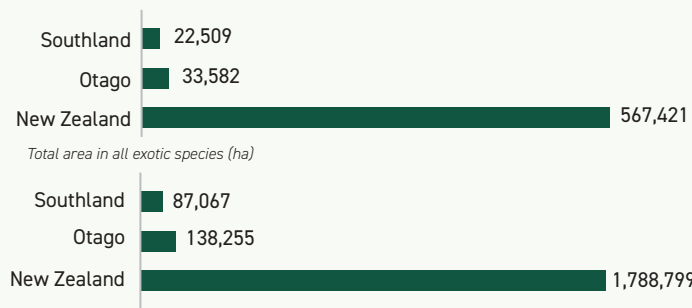 Southland 22,509
Otago 33,582
New Zealand 567,421
Total area in all exotic species (ha)
Southland 87,067
Otago 138,255
New Zealand 1,788,799